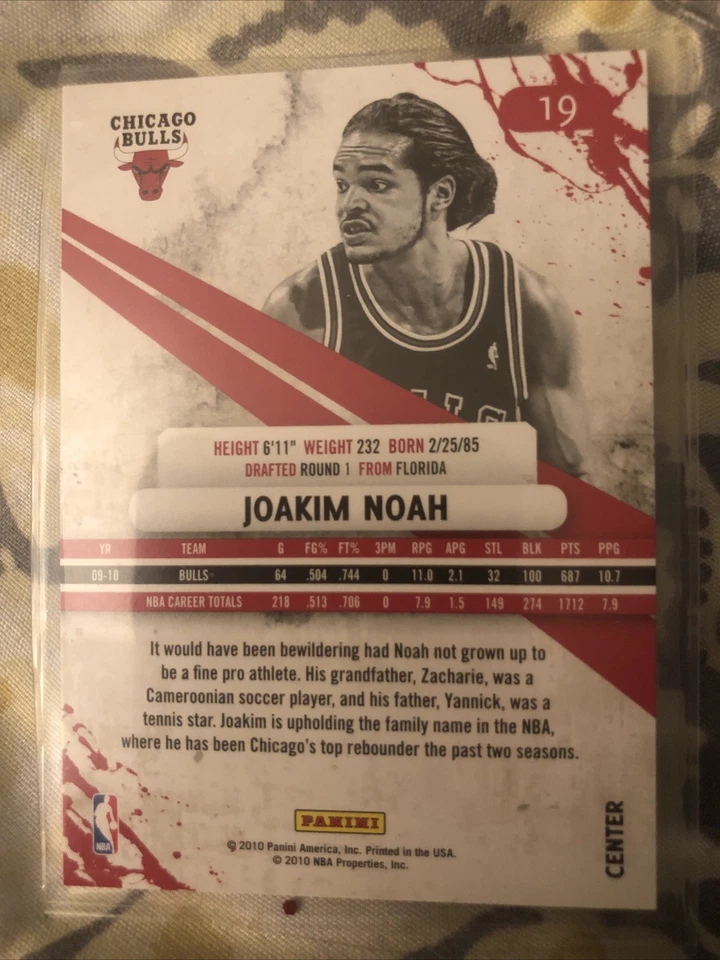 19
CHICAGO
BULLS
HEIGHT 6'11" WEIGHT 232 BORN 2/25/85
DRAFTED ROUND 1 FROM FLORIDA
JOAKIM NOAH
YR TEAM G FG% FT% 3PM RPG APG STL BLK PTS PPG
09-10 BULLS 64 .504 .744 0 11.0 2.1 32 100 687 10.7
NBA CAREER TOTALS 218 .513 .706 0 7.9 1.5 149 274 1712 7.9
It would have been bewildering had Noah not grown up to
be a fine pro athlete. His grandfather, Zacharie, was a
Cameroonian soccer player, and his father, Yannick, was a
tennis star. Joakim is upholding the family name in the NBA,
where he has been Chicago's top rebounder the past two seasons.
PANINI
© 2010 Panini America, Inc. Printed in the USA.
© 2010 NBA Properties, Inc.
NBA
CENTER